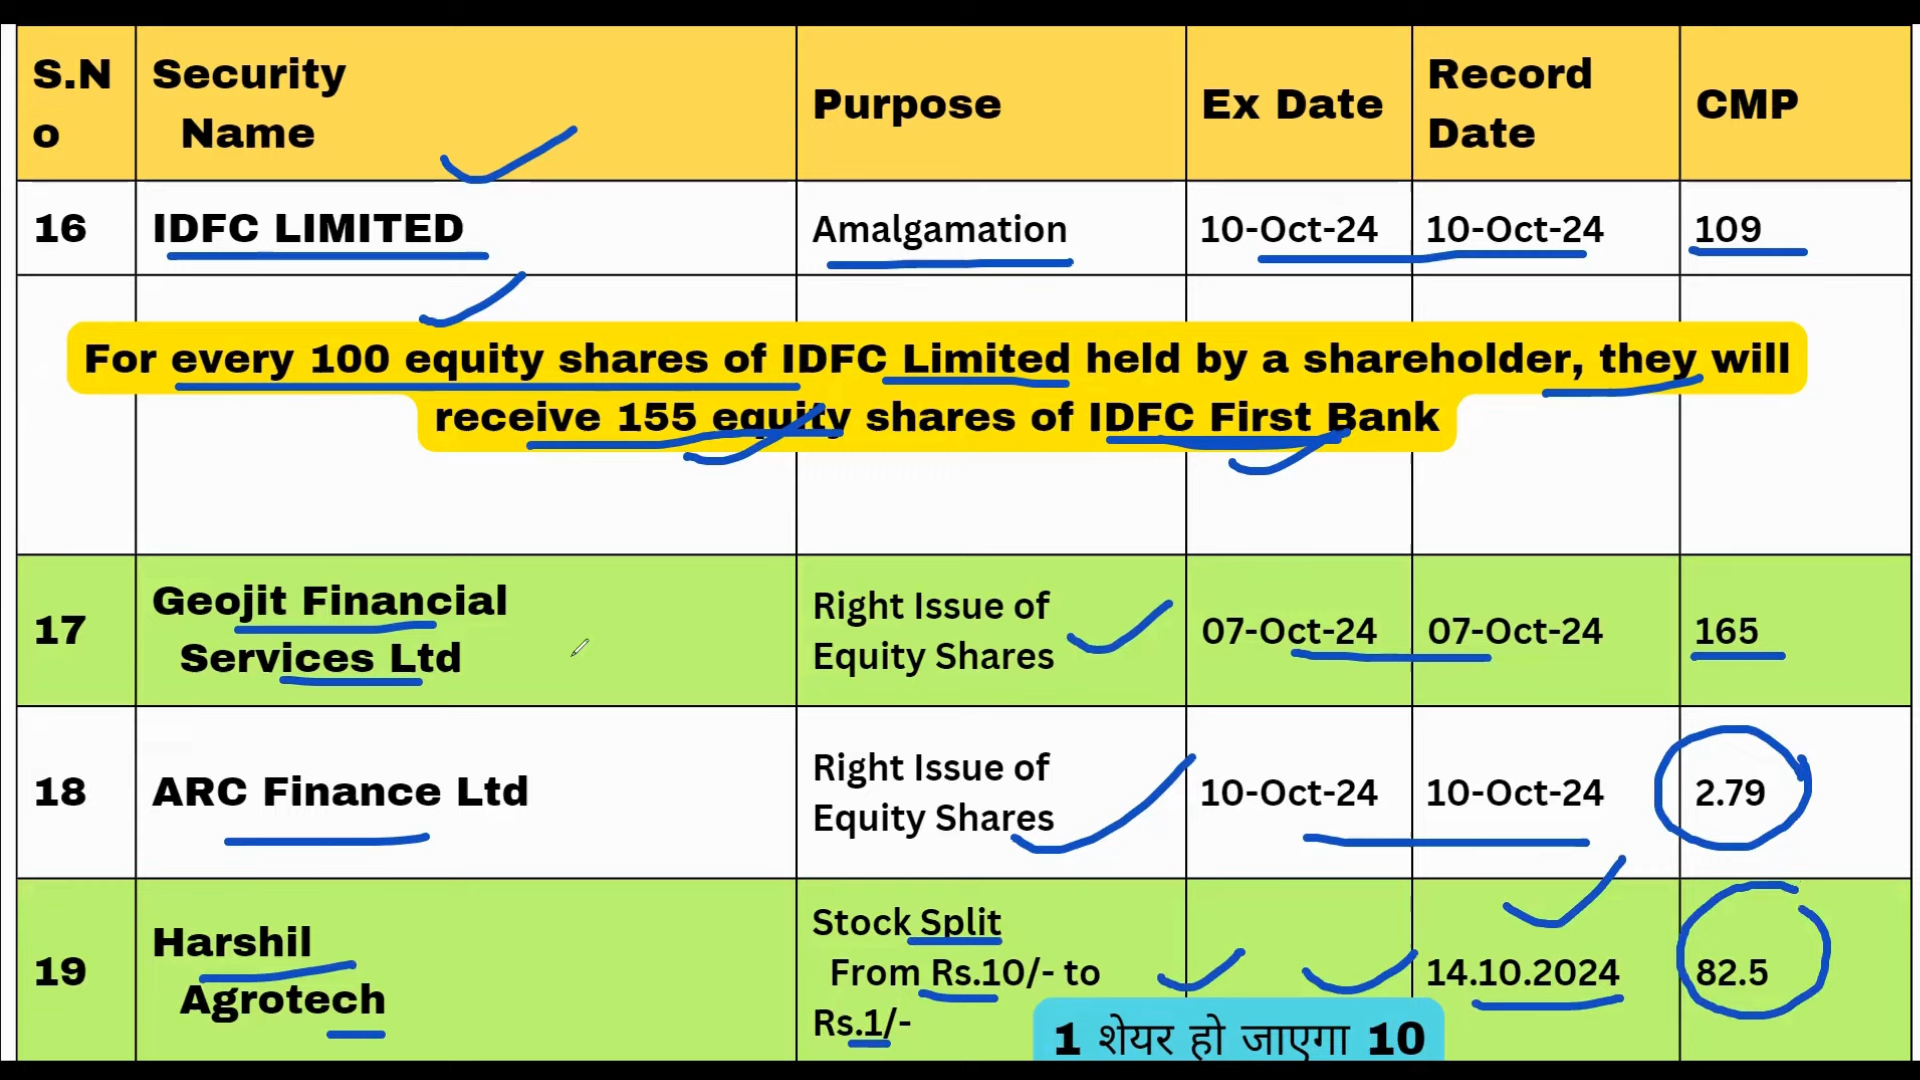 S.N
o
Security
Name
Purpose
Ex Date
Record
Date
CMP
16
IDFC LIMITED
Amalgamation
10-Oct-24
10-Oct-24
109
For every 100 equity shares of IDFC Limited held by a shareholder, they will
receive 155 equity shares of IDFC First Bank
17
Geojit Financial
Services Ltd
Right Issue of
Equity Shares
07-Oct-24
07-Oct-24
165
18
ARC Finance Ltd
Right Issue of
Equity Shares
10-Oct-24
10-Oct-24
2.79
19
Harshil
Agrotech
Stock Split
From Rs.10/- to
Rs.1/-
14.10.2024
82.5
1 शेयर हो जाएगा 10